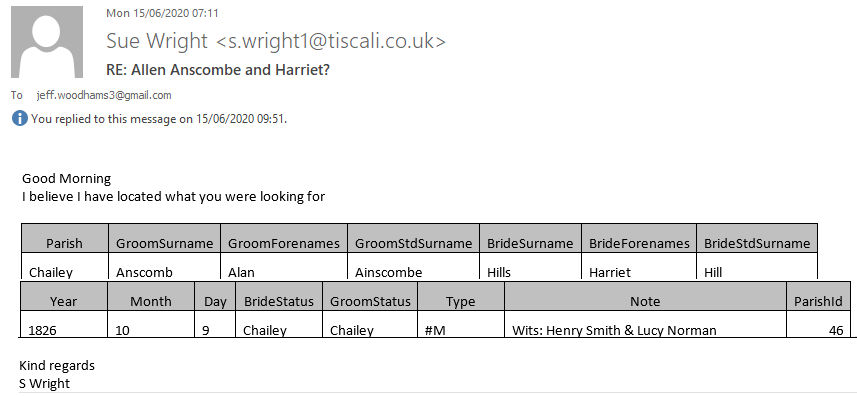 Mon 15/06/2020 07:11
Sue Wright <s.wright1@tiscali.co.uk>
RE: Allen Anscombe and Harriet?
To jeff.woodhams3@gmail.com
You replied to this message on 15/06/2020 09:51.
Good Morning
I believe I have located what you were looking for
Parish GroomSurname GroomForenames GroomStdSurname BrideSurname BrideForenames BrideStdSurname
Chailey Anscomb Alan Ainscombe Hills Harriet Hill
Year Month Day BrideStatus GroomStatus Type Note ParishId
1826 10 9 Chailey Chailey #M Wits: Henry Smith & Lucy Norman 46
Kind regards
S Wright